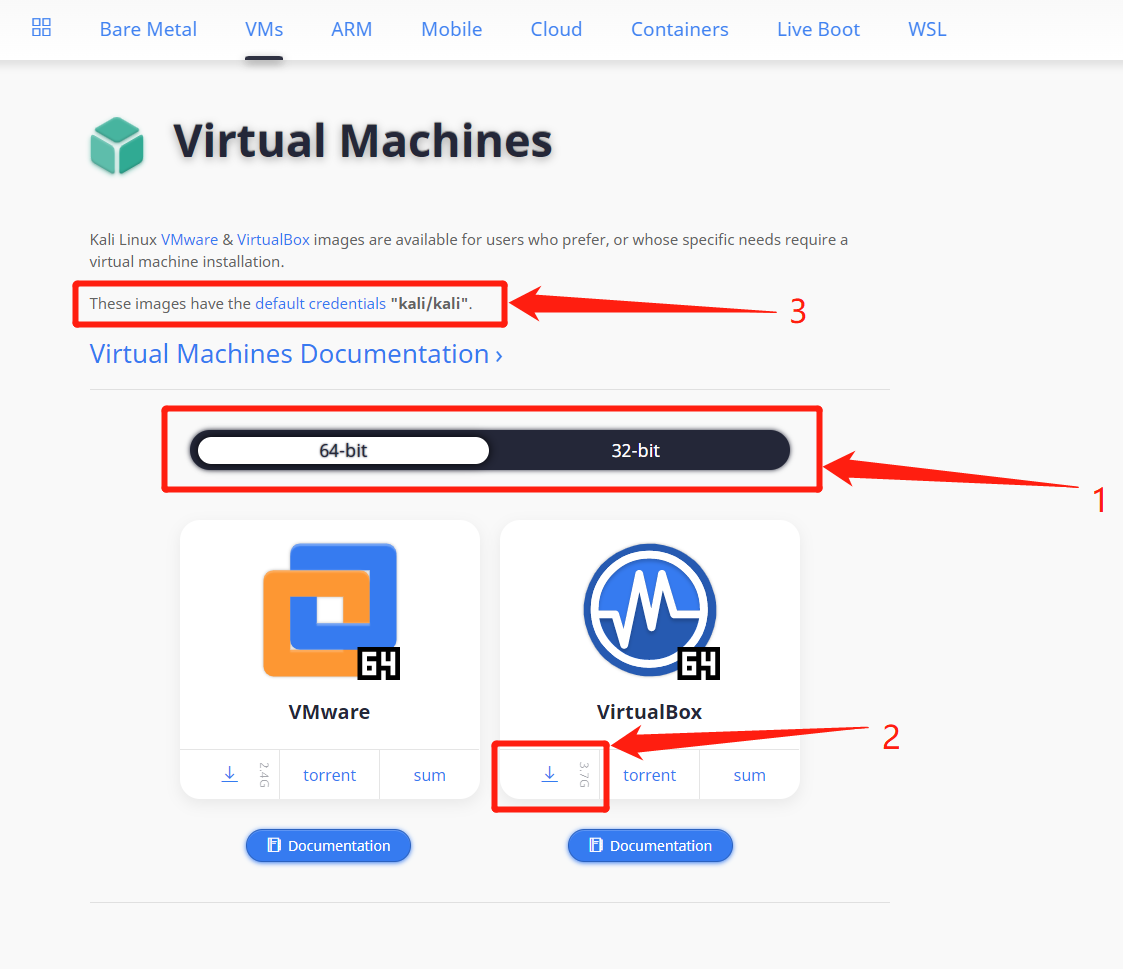 Bare Metal VMs ARM Mobile Cloud Containers Live Boot WSL
Virtual Machines
Kali Linux VMware & VirtualBox images are available for users who prefer, or whose specific needs require a
virtual machine installation.
These images have the default credentials "kali/kali".
3
Virtual Machines Documentation ›
64-bit 32-bit
1
64 64
VMware VirtualBox
2
2.4G torrent sum 3.7G torrent sum
Documentation Documentation